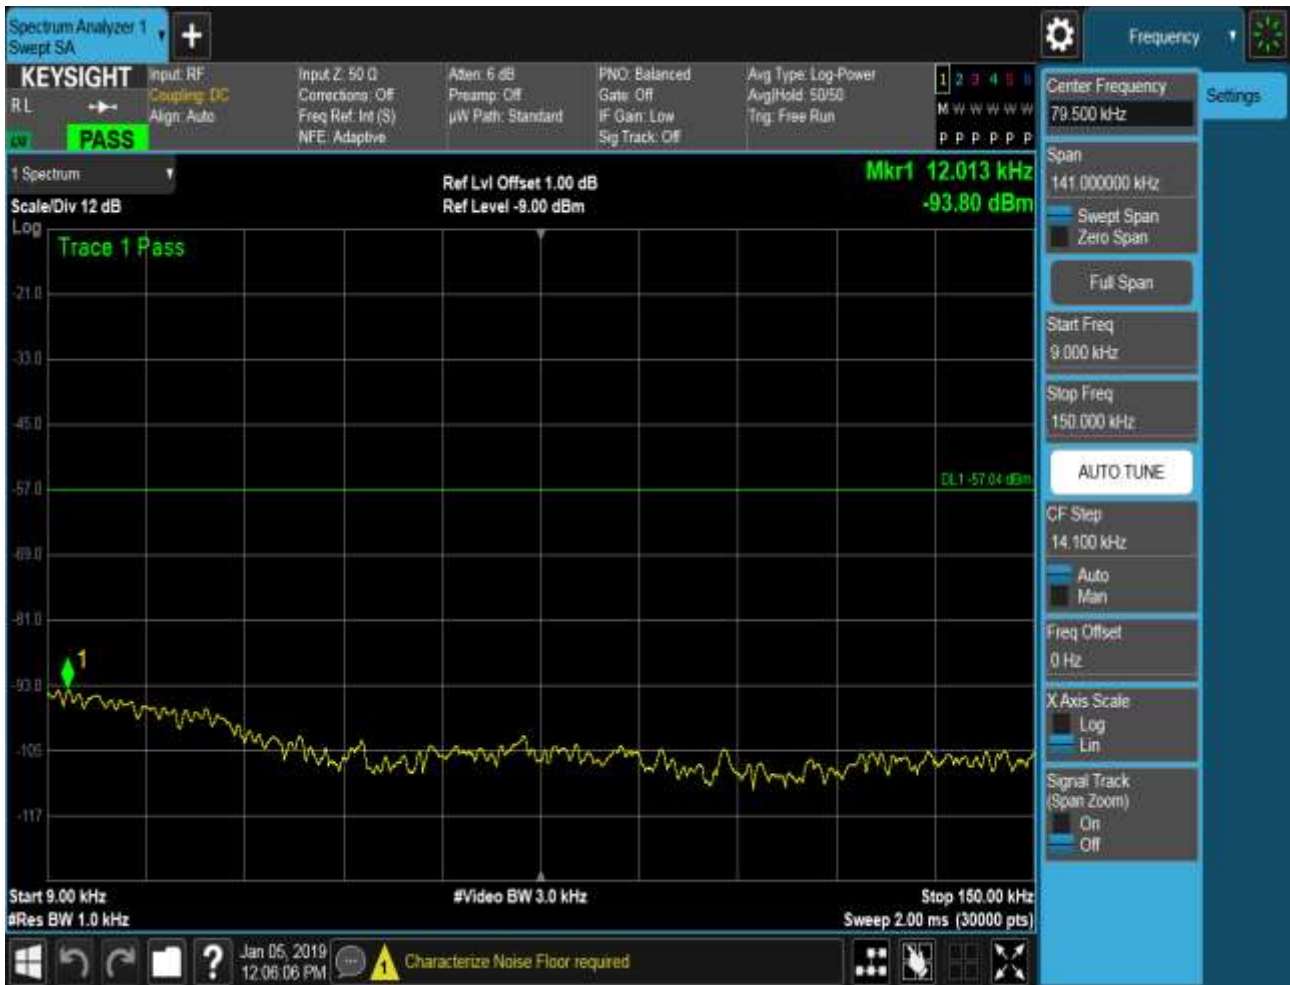 Spectrum Analyzer 1
Swept SA
Frequency
KEYSIGHT
R L
PASS
Input: RF
Coupling: DC
Align: Auto
Input Z: 50 Ω
Corrections: Off
Freq Ref: Int (S)
NFE: Adaptive
Atten: 6 dB
Preamp: Off
µW Path: Standard
PNO: Balanced
Gate: Off
IF Gain: Low
Sig Track: Off
Avg Type: Log-Power
Avg|Hold: 50/50
Trig: Free Run
1 2 3 4 5 6
M W W W W W
P P P P P P
1 Spectrum
Scale/Div 12 dB
Ref Lvl Offset 1.00 dB
Ref Level -9.00 dBm
Mkr1 12.013 kHz
-93.80 dBm
Log
Trace 1 Pass
-21.0
-33.0
-45.0
-57.0
DL1 -57.04 dBm
-69.0
-81.0
1
-93.0
-105
-117
Start 9.00 kHz
#Video BW 3.0 kHz
Stop 150.00 kHz
#Res BW 1.0 kHz
Sweep 2.00 ms (30000 pts)
Center Frequency
79.500 kHz
Settings
Span
141.000000 kHz
Swept Span
Zero Span
Full Span
Start Freq
9.000 kHz
Stop Freq
150.000 kHz
AUTO TUNE
CF Step
14.100 kHz
Auto
Man
Freq Offset
0 Hz
X Axis Scale
Log
Lin
Signal Track
(Span Zoom)
On
Off
?
Jan 05, 2019
12:06:06 PM
1
Characterize Noise Floor required